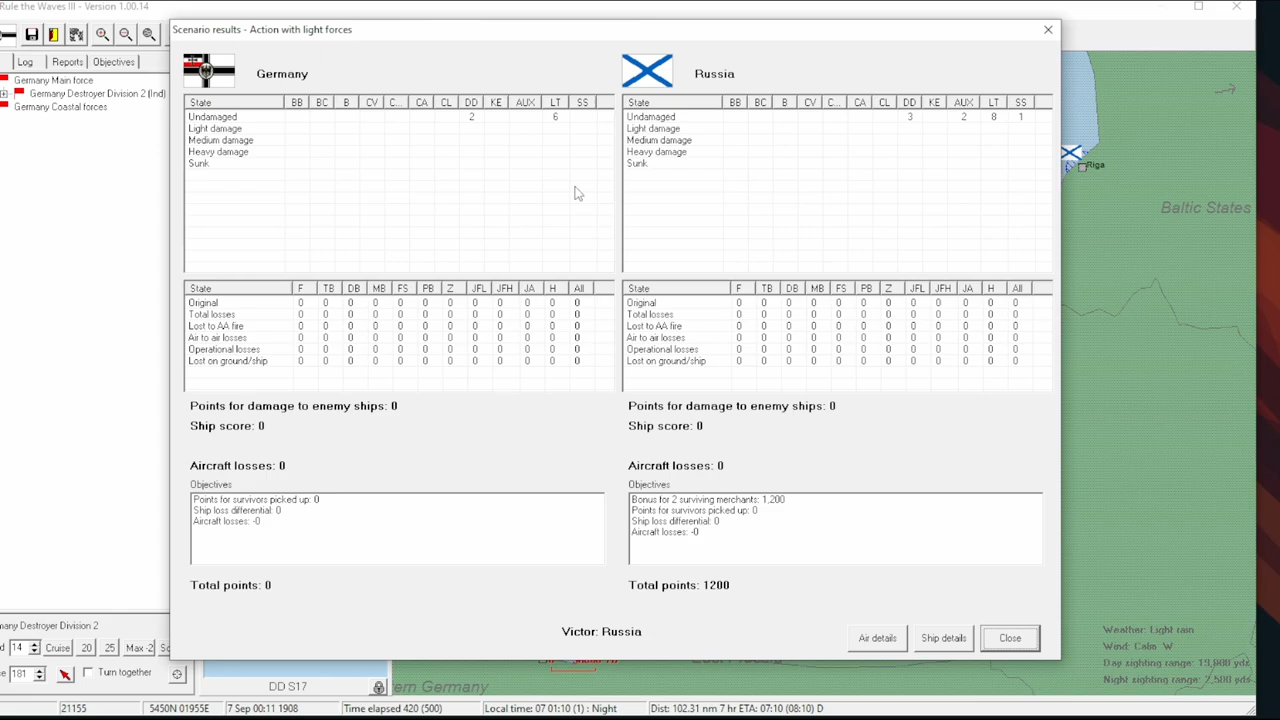 Rule the Waves III - Version 1.00.14
Scenario results - Action with light forces
Log Reports Objectives
Germany Main force
Germany Destroyer Division 2 (Ind)
Germany Coastal forces
Germany
State BB BC B CV C... CA CL DD KE AUX LT SS
Undamaged 2 6
Light damage
Medium damage
Heavy damage
Sunk
Russia
State BB BC B CV C... CA CL DD KE AUX LT SS
Undamaged 3 2 8 1
Light damage
Medium damage
Heavy damage
Sunk
State F TB DB MB FS PB Z JFL JFH JA H All
Original 0 0 0 0 0 0 0 0 0 0 0 0
Total losses 0 0 0 0 0 0 0 0 0 0 0 0
Lost to AA fire 0 0 0 0 0 0 0 0 0 0 0 0
Air to air losses 0 0 0 0 0 0 0 0 0 0 0 0
Operational losses 0 0 0 0 0 0 0 0 0 0 0 0
Lost on ground/ship 0 0 0 0 0 0 0 0 0 0 0 0
State F TB DB MB FS PB Z JFL JFH JA H All
Original 0 0 0 0 0 0 0 0 0 0 0 0
Total losses 0 0 0 0 0 0 0 0 0 0 0 0
Lost to AA fire 0 0 0 0 0 0 0 0 0 0 0 0
Air to air losses 0 0 0 0 0 0 0 0 0 0 0 0
Operational losses 0 0 0 0 0 0 0 0 0 0 0 0
Lost on ground/ship 0 0 0 0 0 0 0 0 0 0 0 0
Points for damage to enemy ships: 0
Ship score: 0
Aircraft losses: 0
Objectives
Points for survivors picked up: 0
Ship loss differential: 0
Aircraft losses: -0
Total points: 0
Points for damage to enemy ships: 0
Ship score: 0
Aircraft losses: 0
Objectives
Bonus for 2 surviving merchants: 1,200
Points for survivors picked up: 0
Ship loss differential: 0
Aircraft losses: -0
Total points: 1200
Victor: Russia
Air details Ship details Close
Riga
Baltic States
Weather: Light rain
Wind: Calm W
Day sighting range: 13,000 yds
Night sighting range: 2,500 yds
many Destroyer Division 2
14 Cruise 20 25 Max -2
181 Turn together
DD S17
tern Germany
21155 5450N 01955E 7 Sep 00:11 1908 Time elapsed 420 (500) Local time: 07 01:10 (1) : Night Dist: 102.31 nm 7 hr ETA: 07:10 (08:10) D